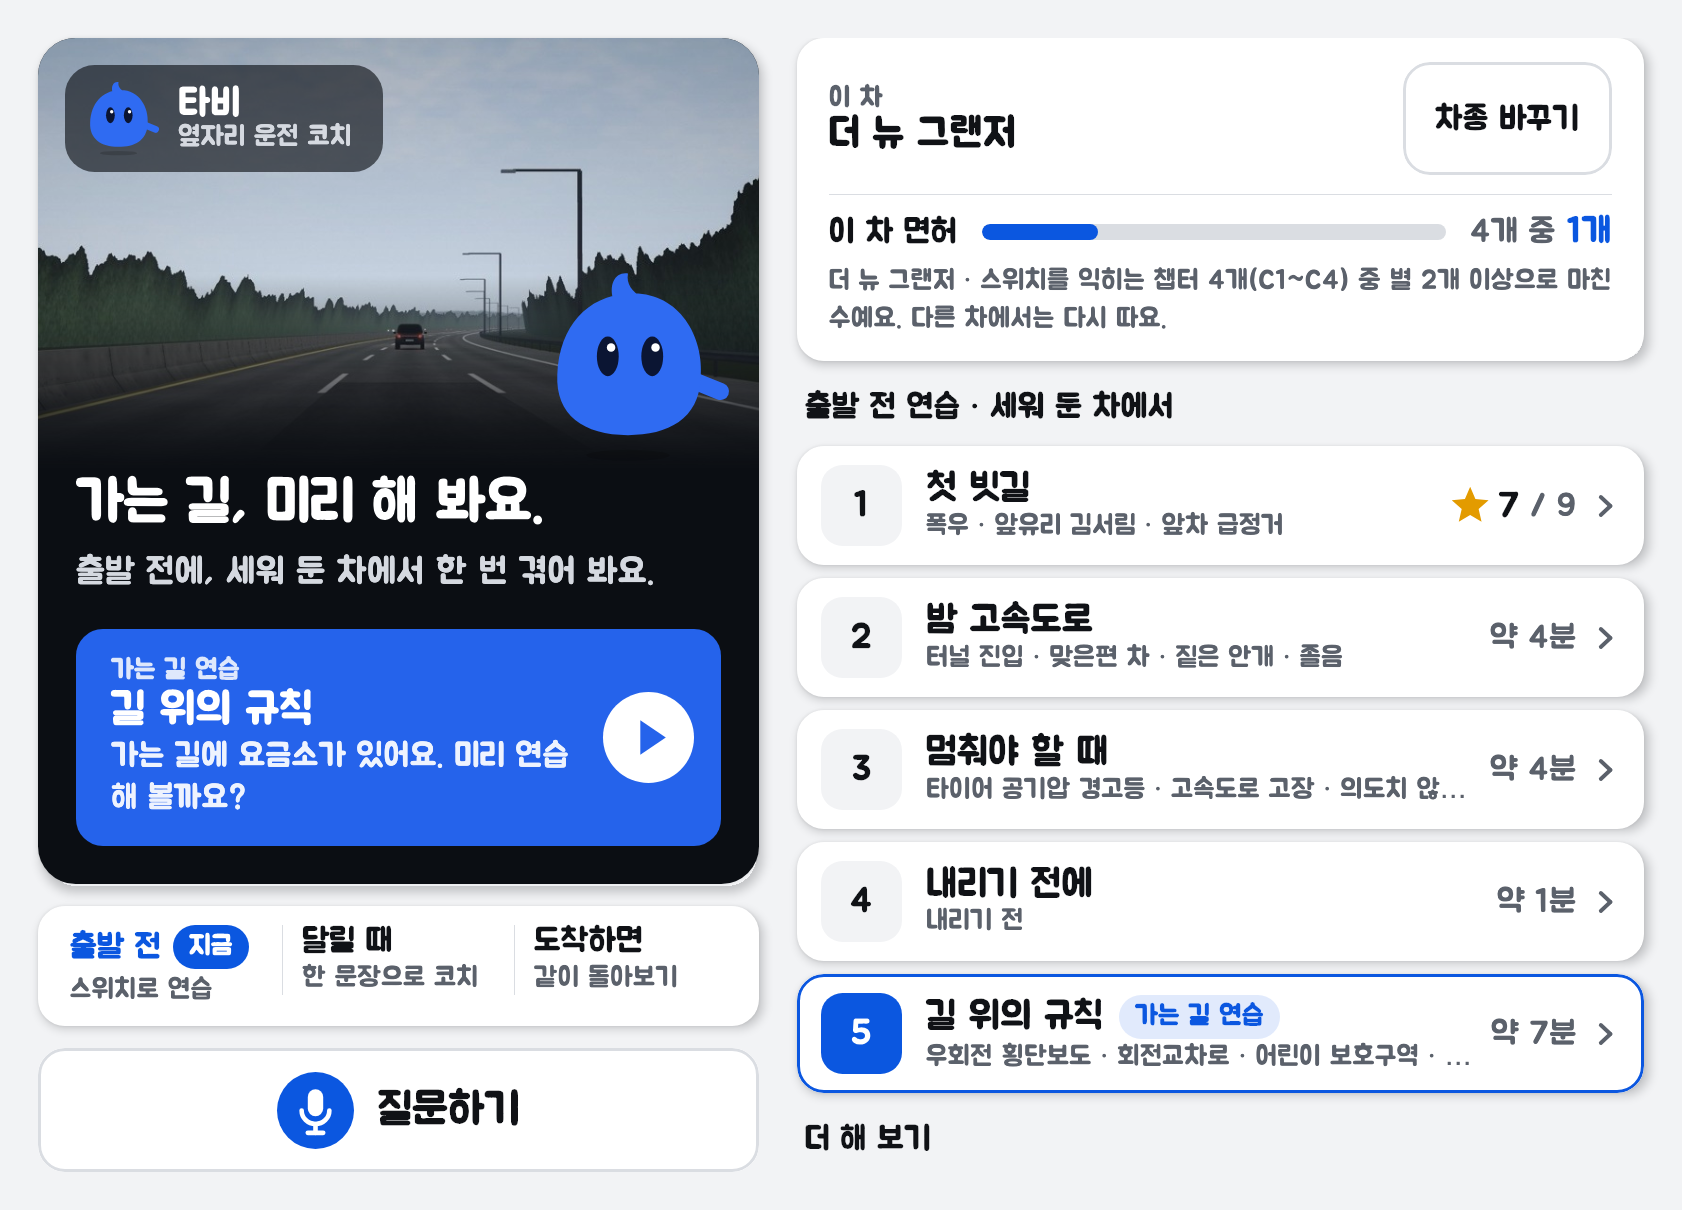 타비
옆자리 운전 코치
가는 길, 미리 해 봐요.
출발 전에, 세워 둔 차에서 한 번 겪어 봐요.
가는 길 연습
길 위의 규칙
가는 길에 요금소가 있어요. 미리 연습
해 볼까요?
출발 전 지금
스위치로 연습
달릴 때
한 문장으로 코치
도착하면
같이 돌아보기
질문하기
이 차
더 뉴 그랜저
차종 바꾸기
이 차 면허
4개 중 1개
더 뉴 그랜저 · 스위치를 익히는 챕터 4개(C1~C4) 중 별 2개 이상으로 마친
수예요. 다른 차에서는 다시 따요.
출발 전 연습 · 세워 둔 차에서
1
첫 빗길
폭우 · 앞유리 김서림 · 앞차 급정거
7 / 9
2
밤 고속도로
터널 진입 · 맞은편 차 · 짙은 안개 · 졸음
약 4분
3
멈춰야 할 때
타이어 공기압 경고등 · 고속도로 고장 · 의도치 않...
약 4분
4
내리기 전에
내리기 전
약 1분
5
길 위의 규칙 가는 길 연습
우회전 횡단보도 · 회전교차로 · 어린이 보호구역 · ...
약 7분
더 해 보기